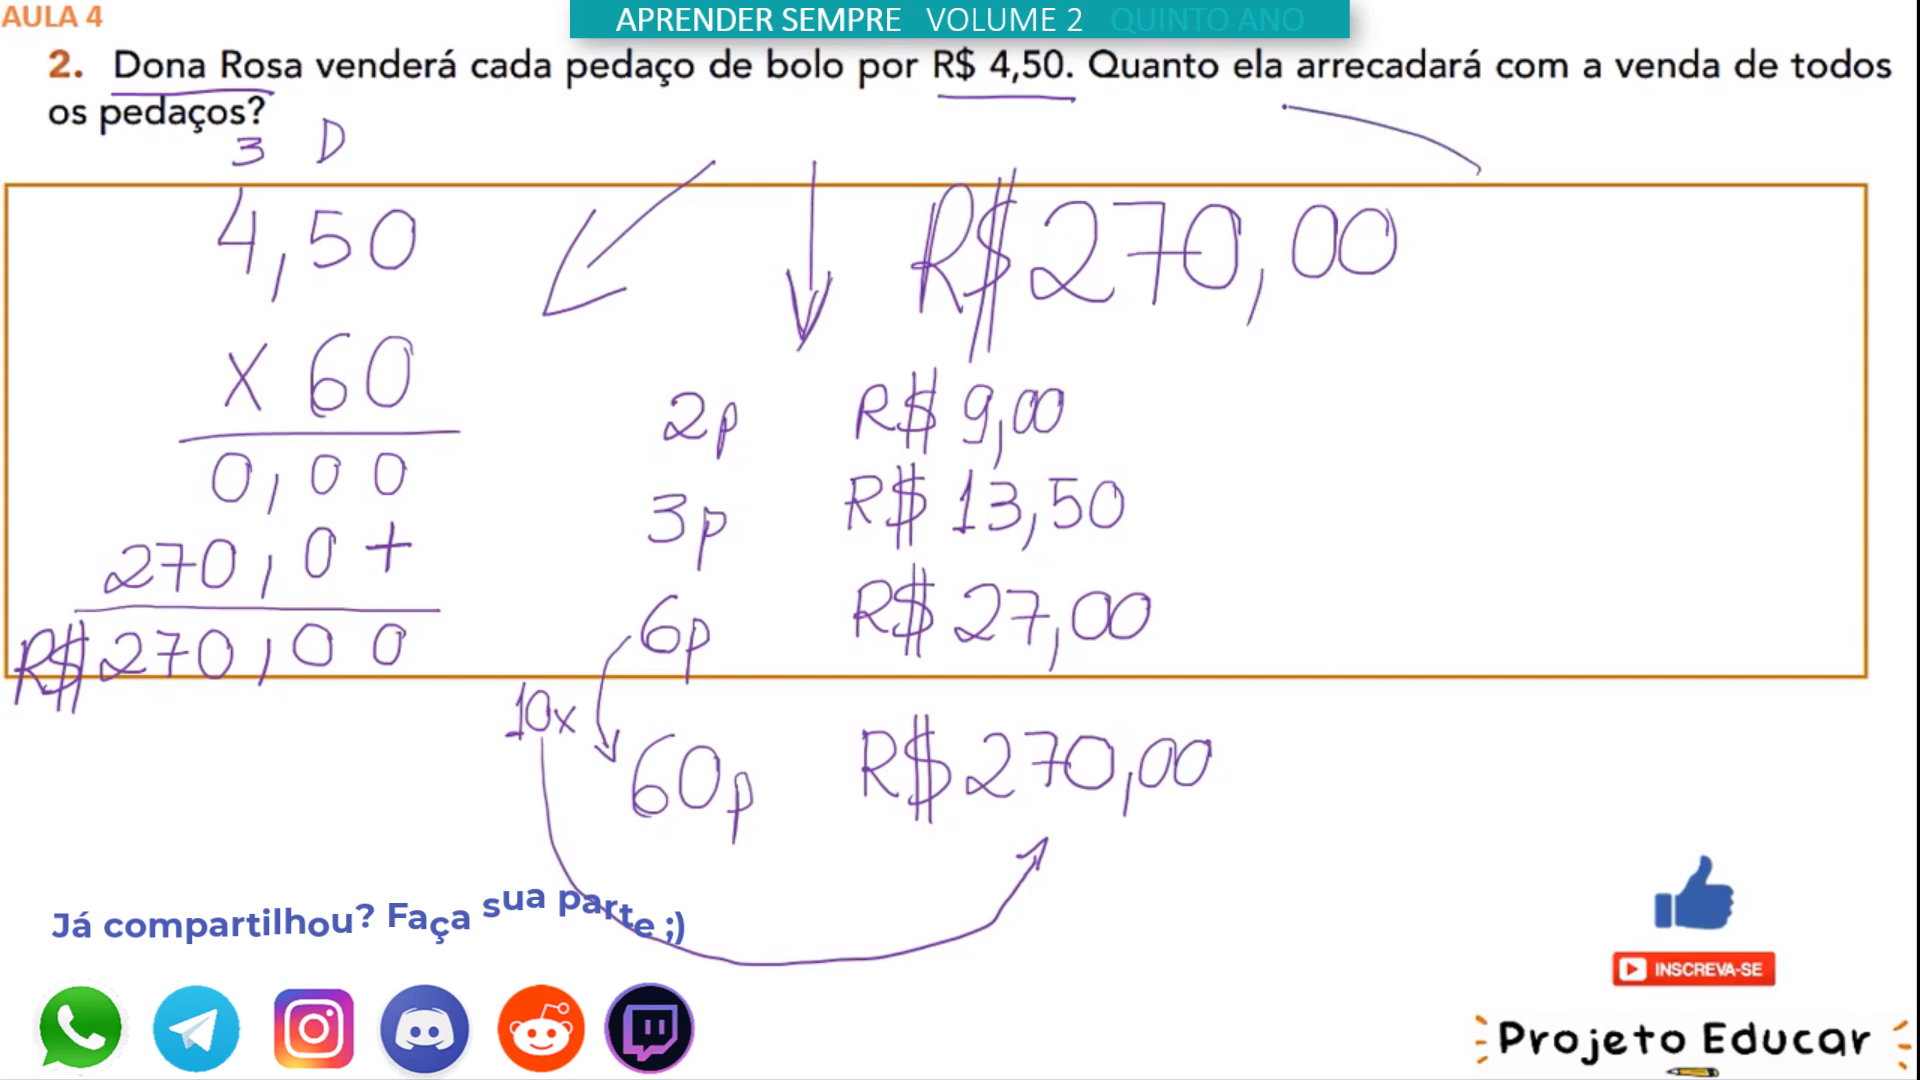 AULA 4
APRENDER SEMPRE VOLUME 2 QUINTO ANO
2. Dona Rosa venderá cada pedaço de bolo por R$ 4,50. Quanto ela arrecadará com a venda de todos
os pedaços?
3 D
4,50
X 60
0,00
270,0+
R$ 270,00
R$ 270,00
2p R$ 9,00
3p R$ 13,50
6p R$ 27,00
10x
60p R$ 270,00
Já compartilhou? Faça sua parte ;)
INSCREVA-SE
Projeto Educar